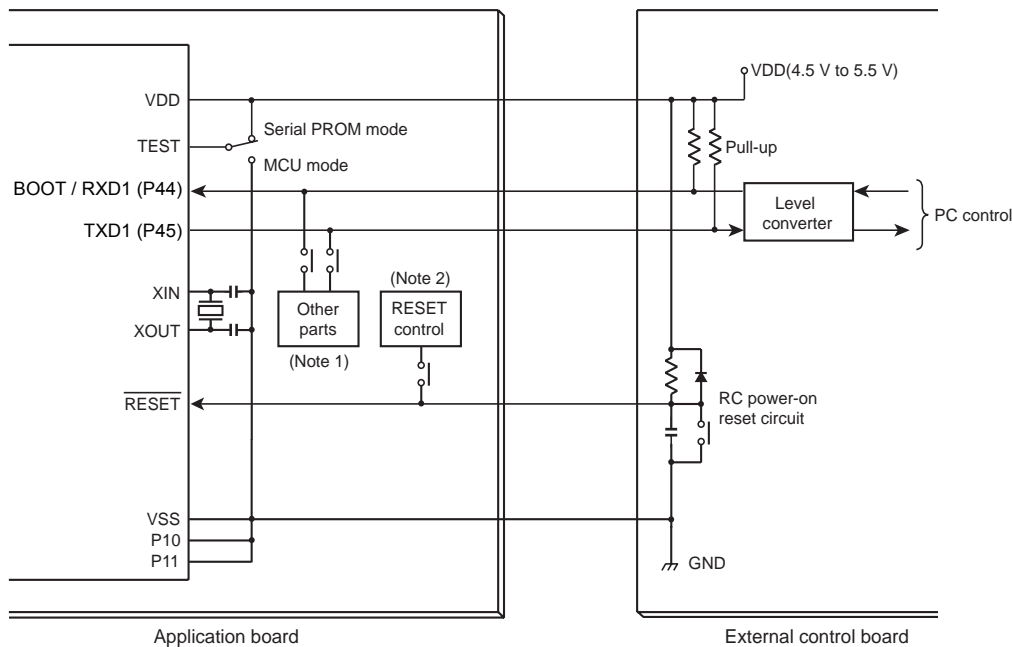 VDD(4.5 V to 5.5 V)
VDD
Serial PROM mode
TEST
Pull-up
MCU mode
BOOT / RXD1 (P44)
Level
converter
PC control
TXD1 (P45)
(Note 2)
XIN
Other
parts
RESET
control
XOUT
(Note 1)
RESET
RC power-on
reset circuit
VSS
P10
P11
GND
Application board
External control board